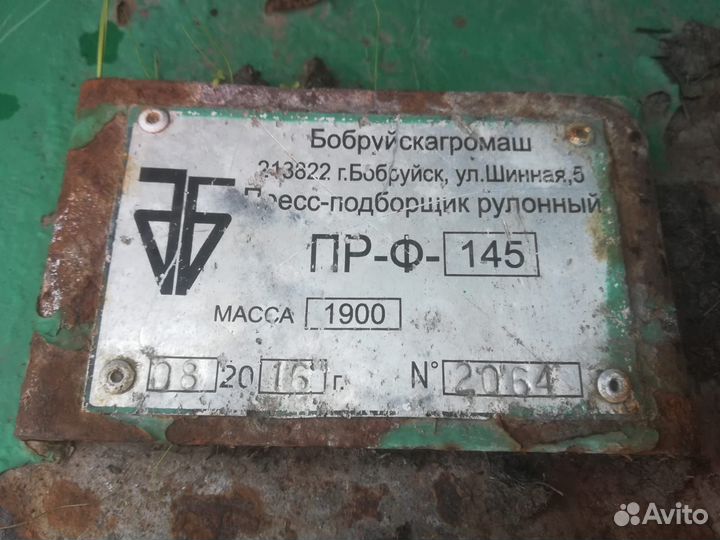 Бобруйскагромаш
213822 г.Бобруйск, ул.Шинная,5
Пресс-подборщик рулонный
ПР-Ф-145
МАССА 1900
08 2016 г. N° 2064
Avito